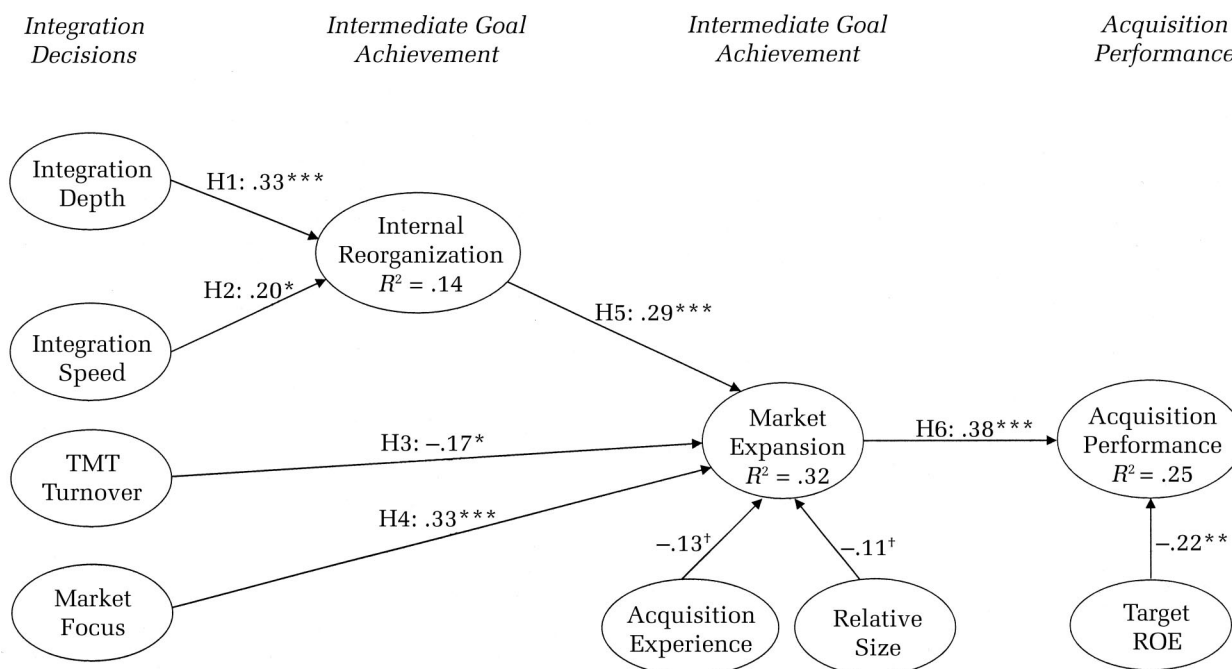 Integration
Decisions
Intermediate Goal
Achievement
Intermediate Goal
Achievement
Acquisition
Performance
Integration
Depth
H1: .33***
Internal
Reorganization
R² = .14
H2: .20*
Integration
Speed
H5: .29***
TMT
Turnover
H3: –.17*
Market
Expansion
R² = .32
H6: .38***
Acquisition
Performance
R² = .25
H4: .33***
Market
Focus
–.13†
–.11†
–.22**
Acquisition
Experience
Relative
Size
Target
ROE